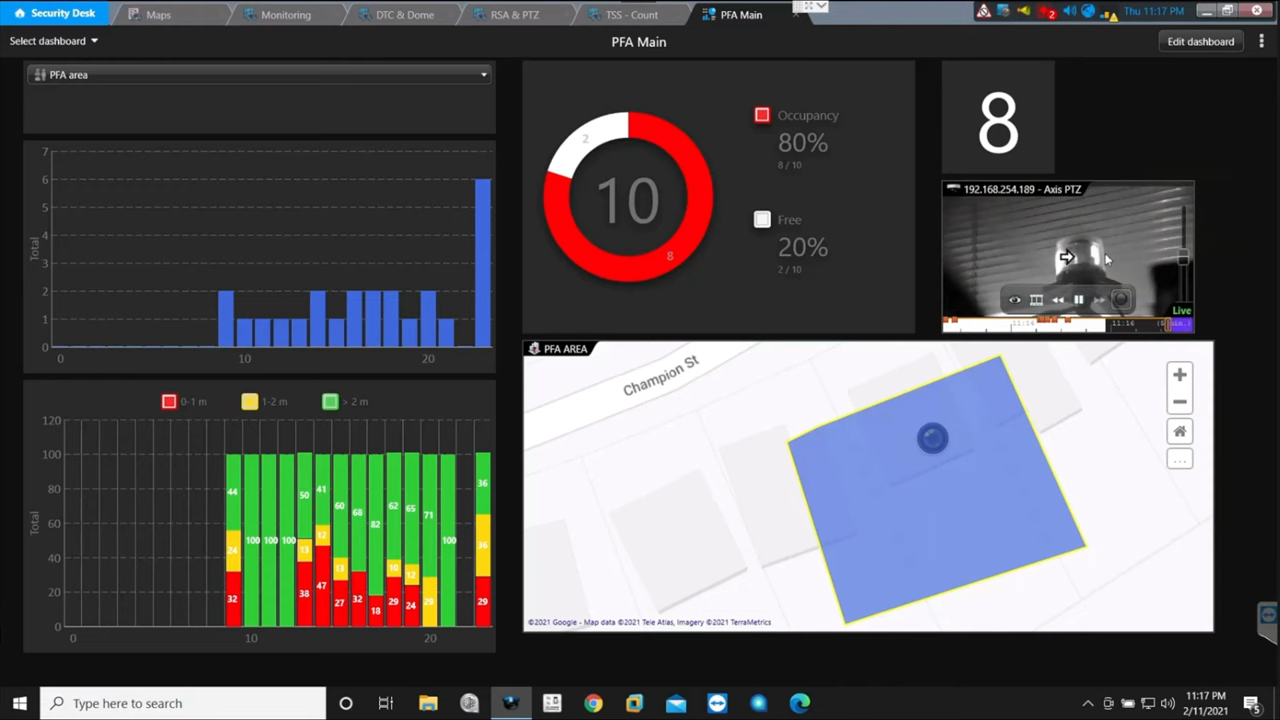 Security Desk
Maps
Monitoring
DTC & Dome
RSA & PTZ
TSS - Count
PFA Main
2
Thu 11:17 PM
Select dashboard
PFA Main
Edit dashboard
PFA area
7
6
5
4
3
2
1
0
Total
0
10
20
0-1 m
1-2 m
> 2 m
120
100
80
60
40
20
0
Total
44
24
32
100
100
100
50
13
38
41
12
47
60
13
27
68
32
82
18
62
10
29
65
12
24
71
29
100
36
36
29
0
10
20
2
10
8
Occupancy
80%
8 / 10
Free
20%
2 / 10
8
192.168.254.189 - Axis PTZ
Live
11:14
11:16
PFA AREA
Champion St
+
−
...
©2021 Google - Map data ©2021 Tele Atlas, Imagery ©2021 TerraMetrics
Type here to search
11:17 PM
2/11/2021
5